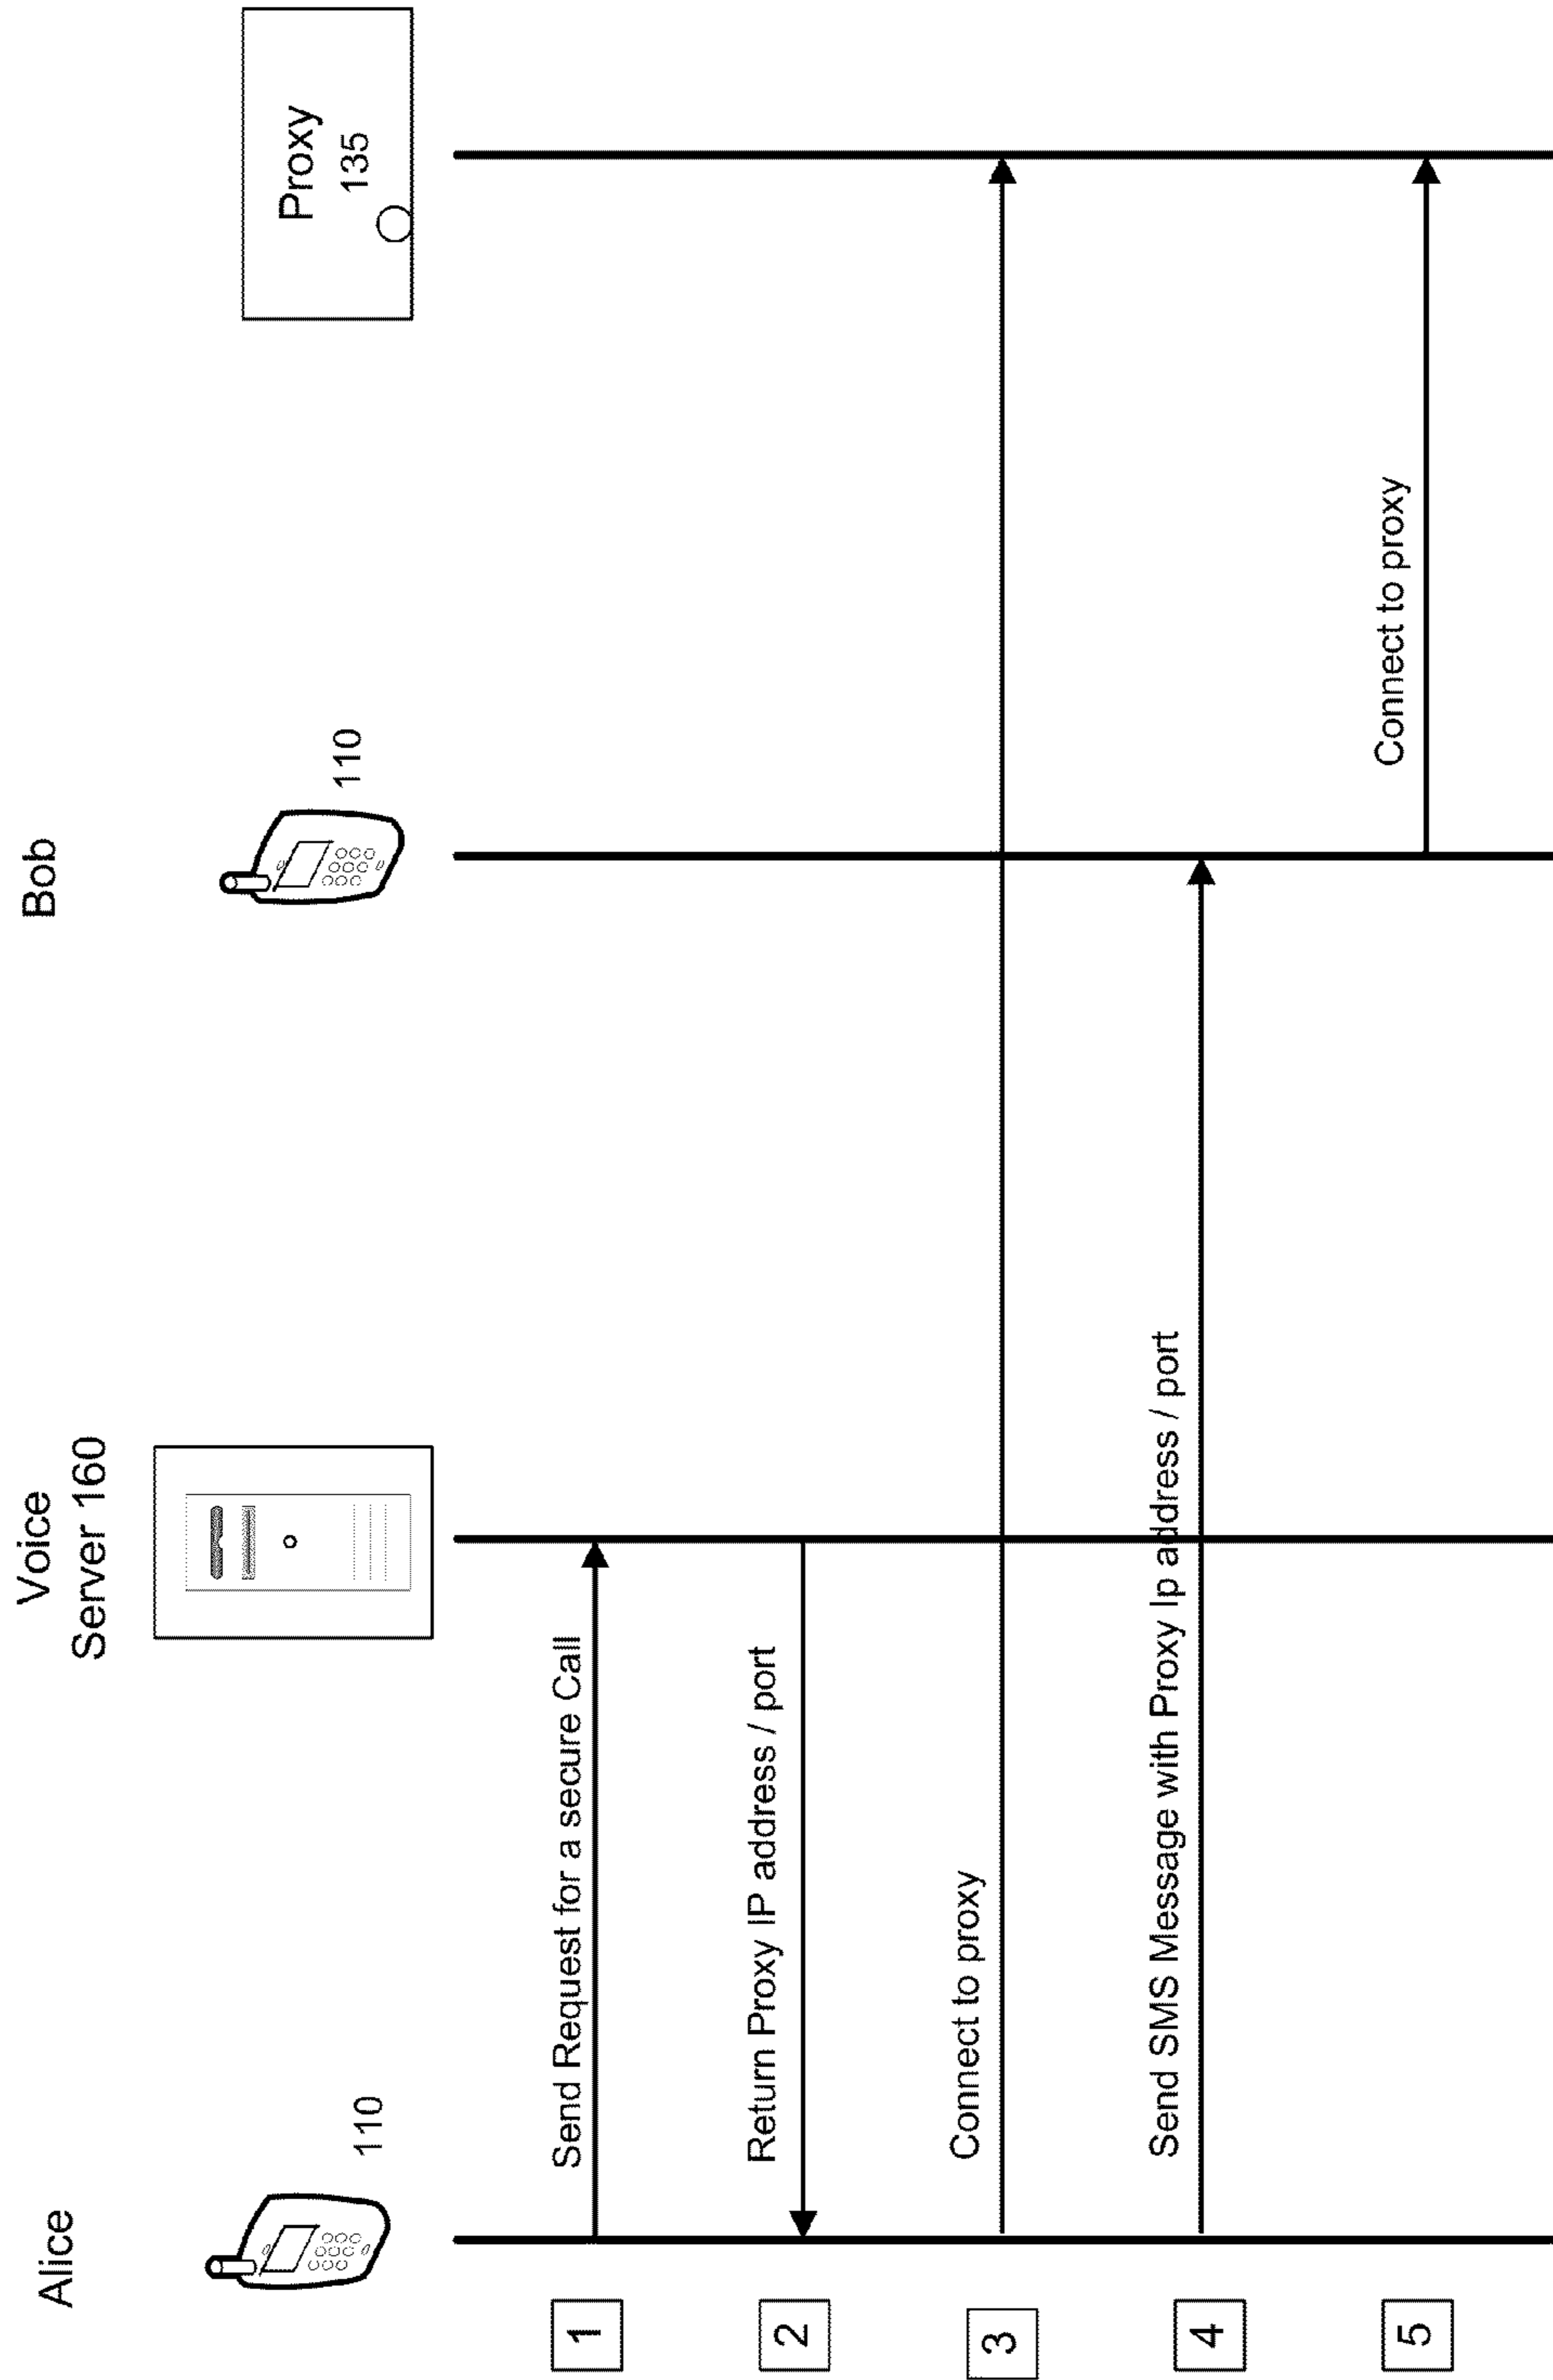 Alice
Voice
Server 160
Bob
110
110
Proxy
135
1
Send Request for a secure Call
2
Return Proxy IP address / port
3
Connect to proxy
4
Send SMS Message with Proxy Ip address / port
5
Connect to proxy